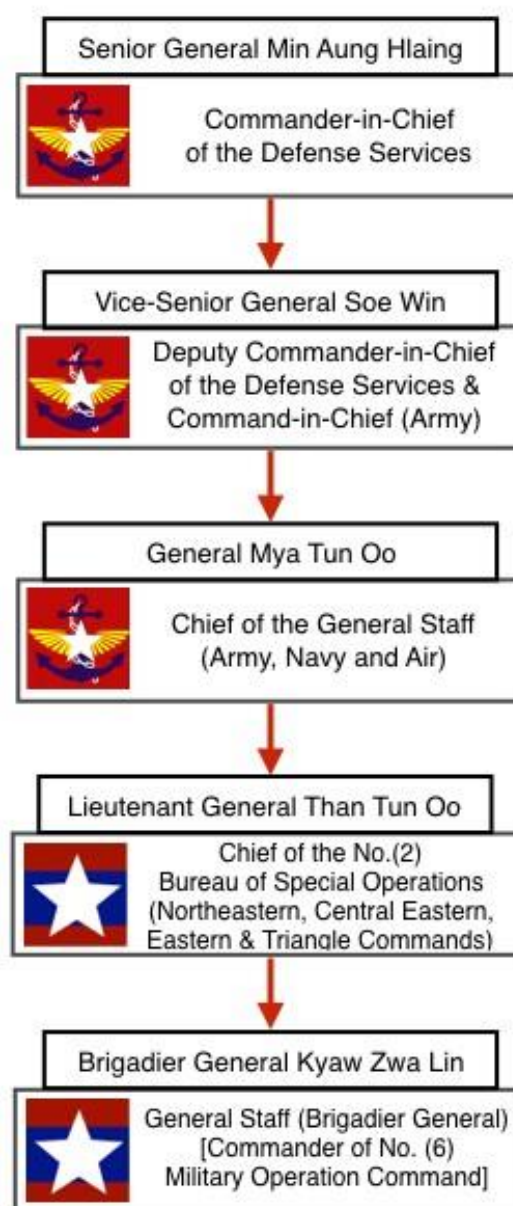 Senior General Min Aung Hlaing
Commander-in-Chief
of the Defense Services
Vice-Senior General Soe Win
Deputy Commander-in-Chief
of the Defense Services &
Command-in-Chief (Army)
General Mya Tun Oo
Chief of the General Staff
(Army, Navy and Air)
Lieutenant General Than Tun Oo
Chief of the No.(2)
Bureau of Special Operations
(Northeastern, Central Eastern,
Eastern & Triangle Commands)
Brigadier General Kyaw Zwa Lin
General Staff (Brigadier General)
[Commander of No. (6)
Military Operation Command]